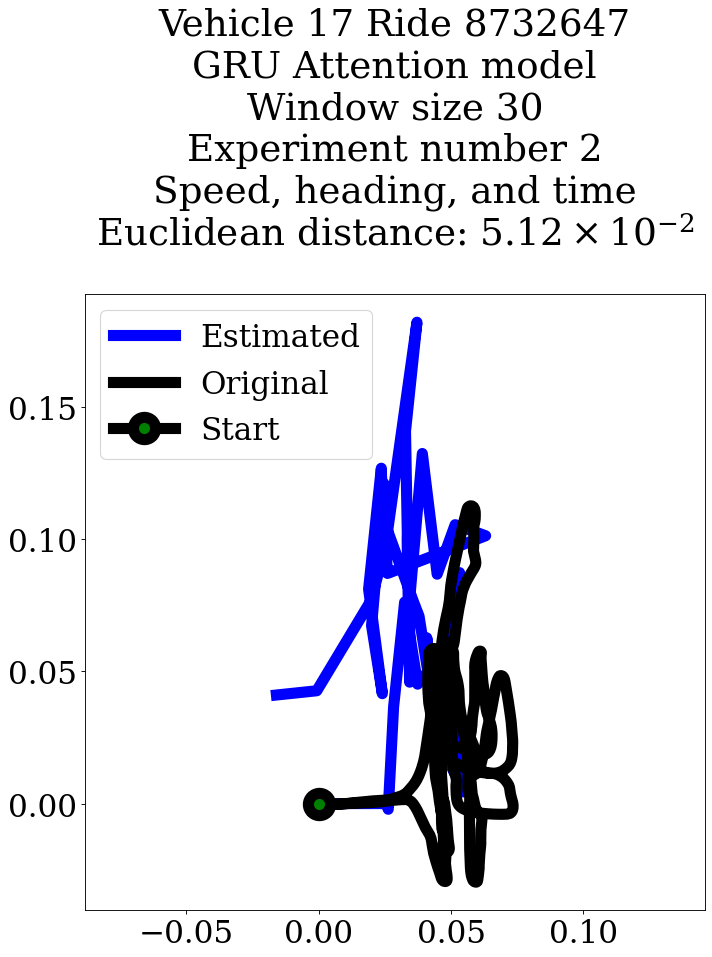 Vehicle 17 Ride 8732647
GRU Attention model
Window size 30
Experiment number 2
Speed, heading, and time
Euclidean distance: 5.12 × 10⁻²
Estimated
Original
Start
0.15
0.10
0.05
0.00
−0.05 0.00 0.05 0.10